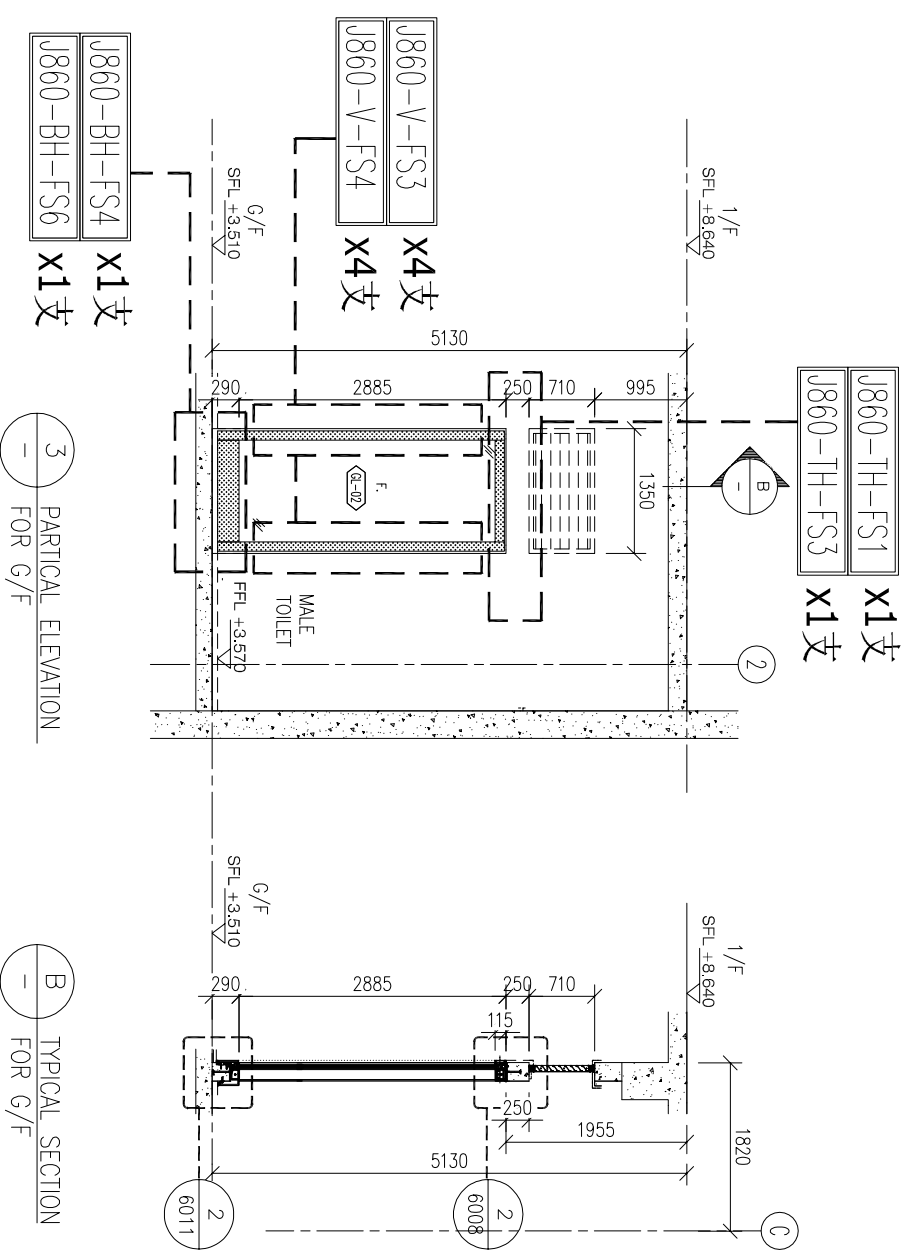 J860-TH-FS1 x1支
J860-TH-FS3 x1支
J860-V-FS3 x4支
J860-V-FS4 x4支
J860-BH-FS4 x1支
J860-BH-FS6 x1支
1/F
SFL +8.640
G/F
SFL +3.510
5130
290
2885
250
710
995
1350
B
-
2
F.
GL-02
MALE
TOILET
FFL +3.570
3
-
PARTICAL ELEVATION
FOR G/F
1/F
SFL +8.640
G/F
SFL +3.510
290
2885
250
710
115
250
1955
5130
1820
C
2
6008
2
6011
B
-
TYPICAL SECTION
FOR G/F